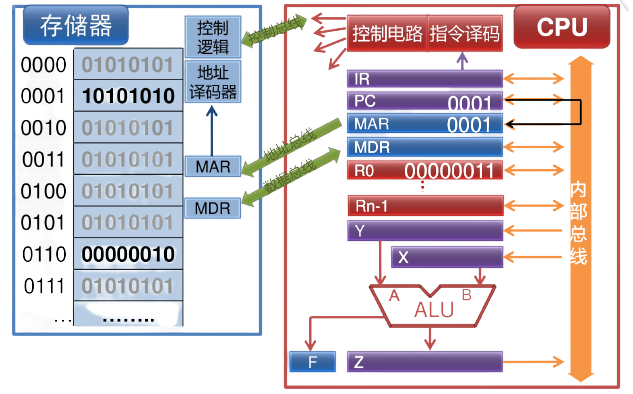 存储器
控制
逻辑
控制总线
控制电路
指令译码
CPU
0000 01010101
地址
译码器
0001 10101010
0010 01010101
0011 01010101
0100 01010101
0101 01010101
0110 00000010
0111 01010101
... ........
MAR
MDR
地址总线
数据总线
IR
PC 0001
MAR 0001
MDR
R0 00000011
⋮
Rn-1
Y
X
A
B
ALU
F
Z
内部总线